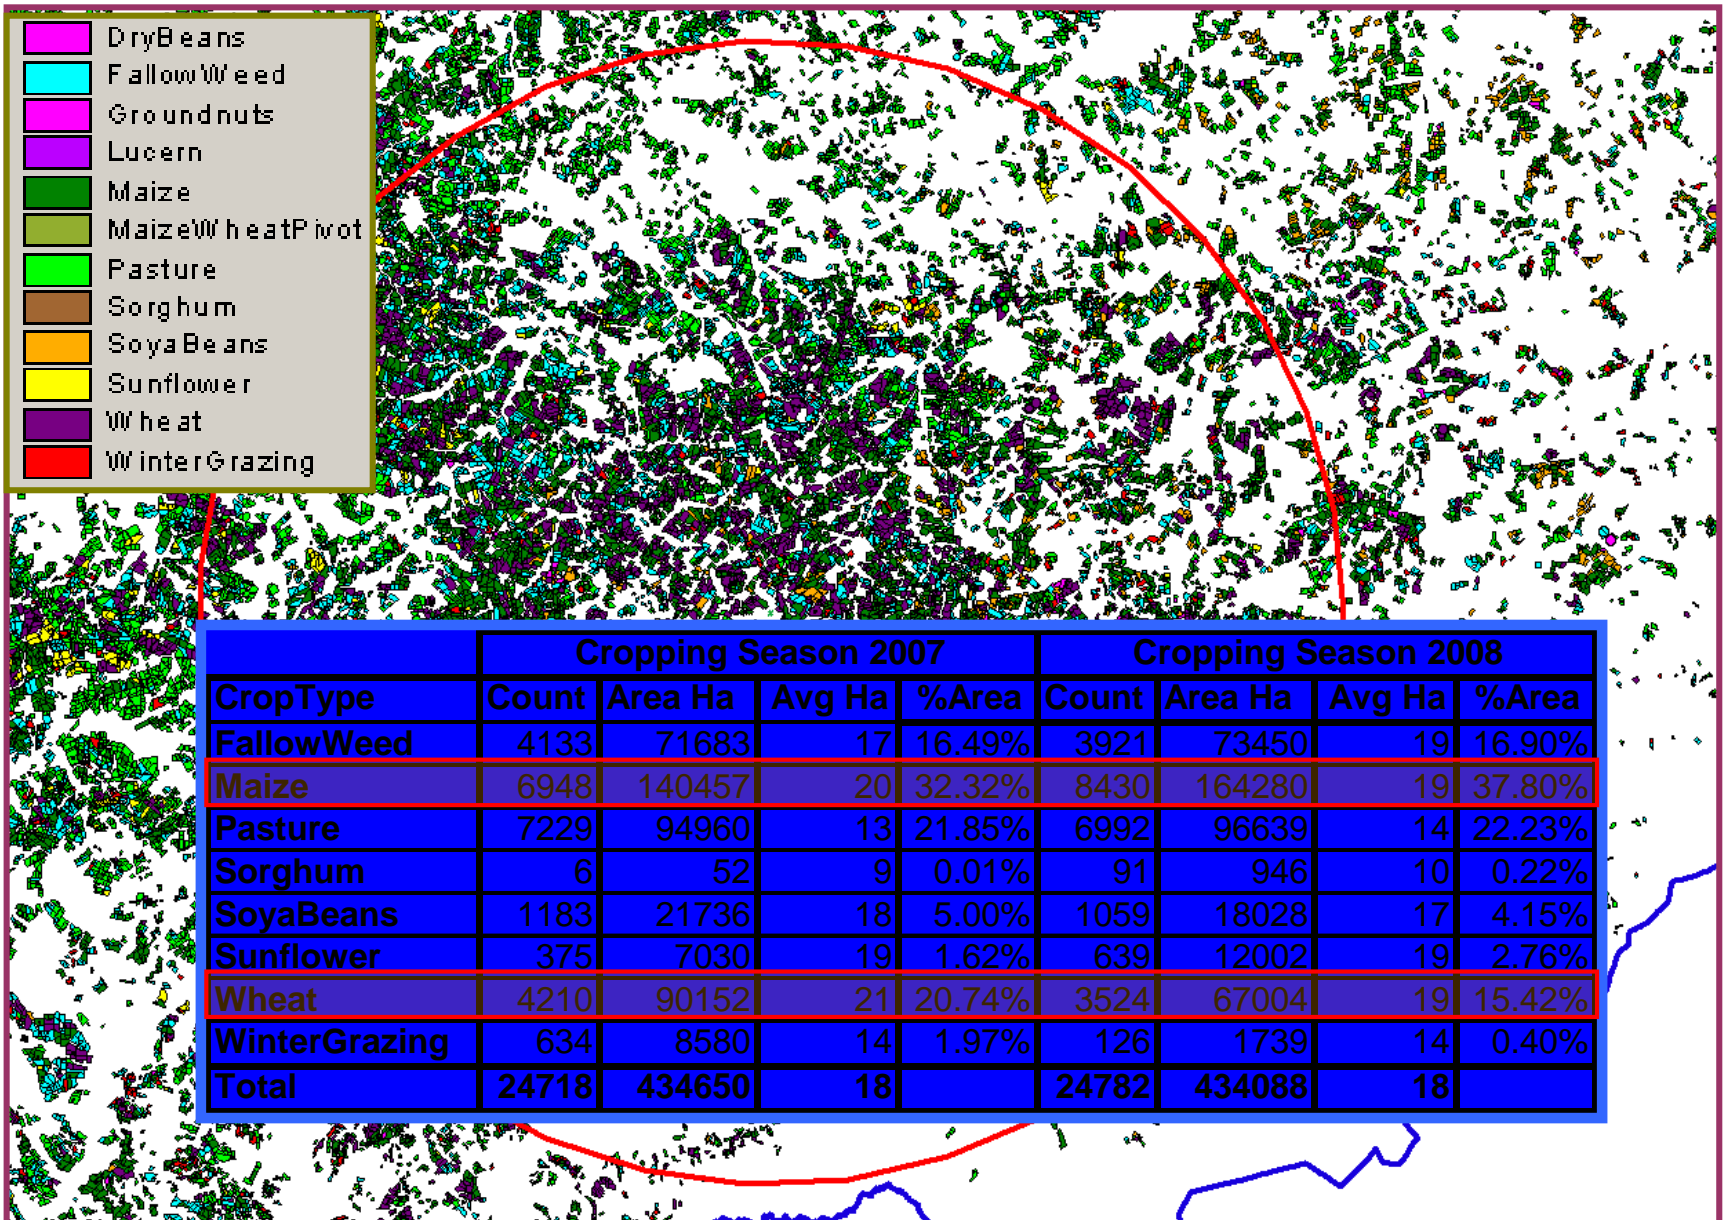 DryBeans
FallowWeed
Groundnuts
Lucern
Maize
MaizeWheatPivot
Pasture
Sorghum
SoyaBeans
Sunflower
Wheat
WinterGrazing
Cropping Season 2007 Cropping Season 2008
CropType Count Area Ha Avg Ha %Area Count Area Ha Avg Ha %Area
FallowWeed 4133 71683 17 16.49% 3921 73450 19 16.90%
Maize 6948 140457 20 32.32% 8430 164280 19 37.80%
Pasture 7229 94960 13 21.85% 6992 96639 14 22.23%
Sorghum 6 52 9 0.01% 91 946 10 0.22%
SoyaBeans 1183 21736 18 5.00% 1059 18028 17 4.15%
Sunflower 375 7030 19 1.62% 639 12002 19 2.76%
Wheat 4210 90152 21 20.74% 3524 67004 19 15.42%
WinterGrazing 634 8580 14 1.97% 126 1739 14 0.40%
Total 24718 434650 18 24782 434088 18